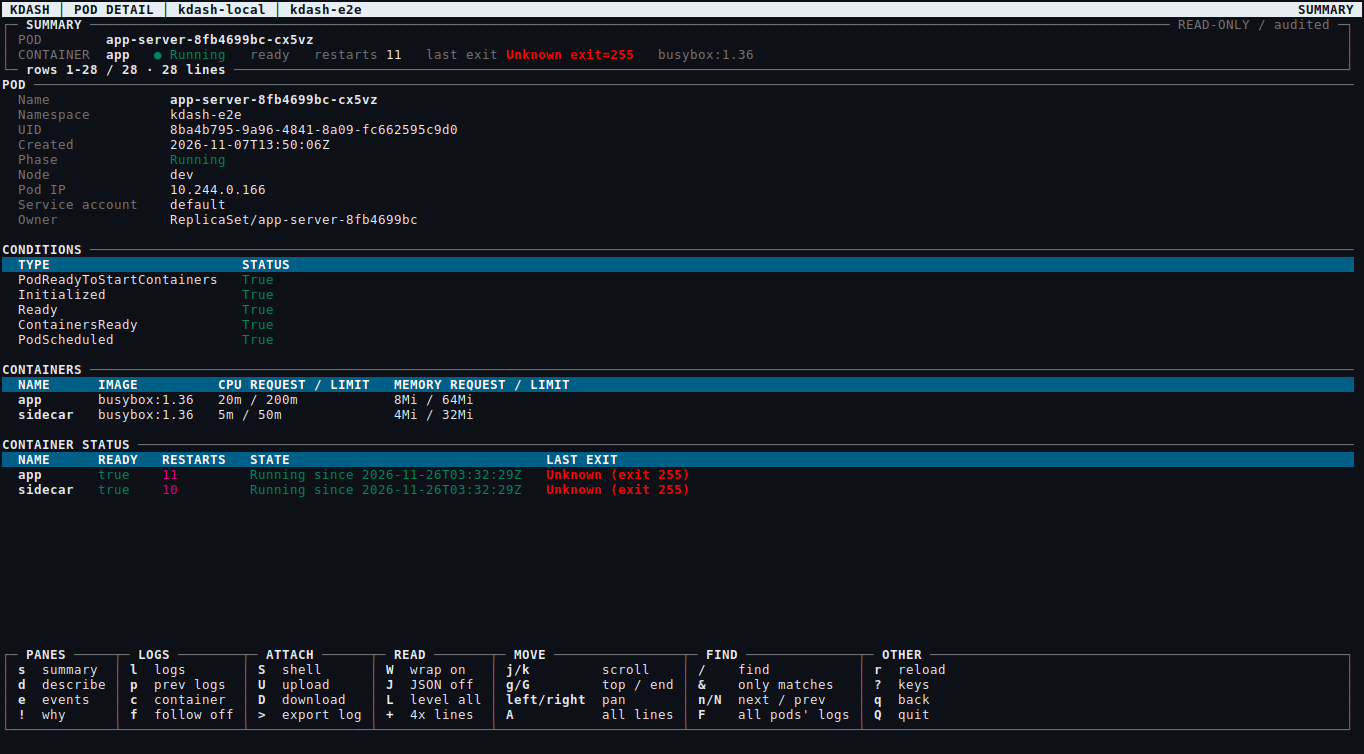 KDASH │ POD DETAIL │ kdash-local │ kdash-e2e SUMMARY
SUMMARY READ-ONLY / audited
POD app-server-8fb4699bc-cx5vz
CONTAINER app ● Running ready restarts 11 last exit Unknown exit=255 busybox:1.36
rows 1-28 / 28 · 28 lines
POD
Name app-server-8fb4699bc-cx5vz
Namespace kdash-e2e
UID 8ba4b795-9a96-4841-8a09-fc662595c9d0
Created 2026-11-07T13:50:06Z
Phase Running
Node dev
Pod IP 10.244.0.166
Service account default
Owner ReplicaSet/app-server-8fb4699bc
CONDITIONS
TYPE STATUS
PodReadyToStartContainers True
Initialized True
Ready True
ContainersReady True
PodScheduled True
CONTAINERS
NAME IMAGE CPU REQUEST / LIMIT MEMORY REQUEST / LIMIT
app busybox:1.36 20m / 200m 8Mi / 64Mi
sidecar busybox:1.36 5m / 50m 4Mi / 32Mi
CONTAINER STATUS
NAME READY RESTARTS STATE LAST EXIT
app true 11 Running since 2026-11-26T03:32:29Z Unknown (exit 255)
sidecar true 10 Running since 2026-11-26T03:32:29Z Unknown (exit 255)
PANES LOGS ATTACH READ MOVE FIND OTHER
s summary l logs S shell W wrap on j/k scroll / find r reload
d describe p prev logs U upload J JSON off g/G top / end & only matches ? keys
e events c container D download L level all left/right pan n/N next / prev q back
! why f follow off > export log + 4x lines A all lines F all pods' logs Q quit